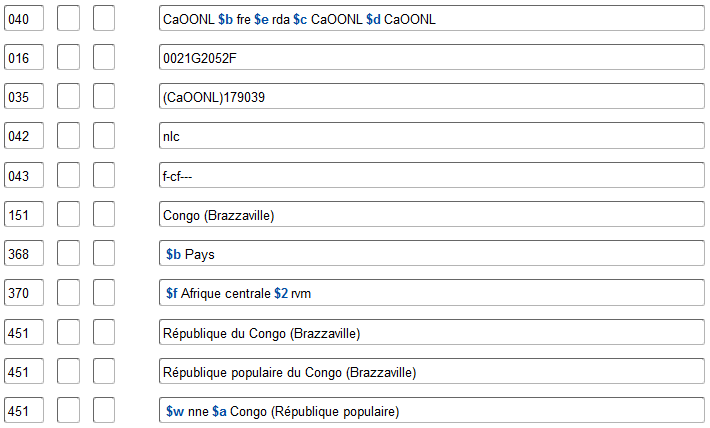 040 CaOONL $b fre $e rda $c CaOONL $d CaOONL
016 0021G2052F
035 (CaOONL)179039
042 nlc
043 f-cf---
151 Congo (Brazzaville)
368 $b Pays
370 $f Afrique centrale $2 rvm
451 République du Congo (Brazzaville)
451 République populaire du Congo (Brazzaville)
451 $w nne $a Congo (République populaire)